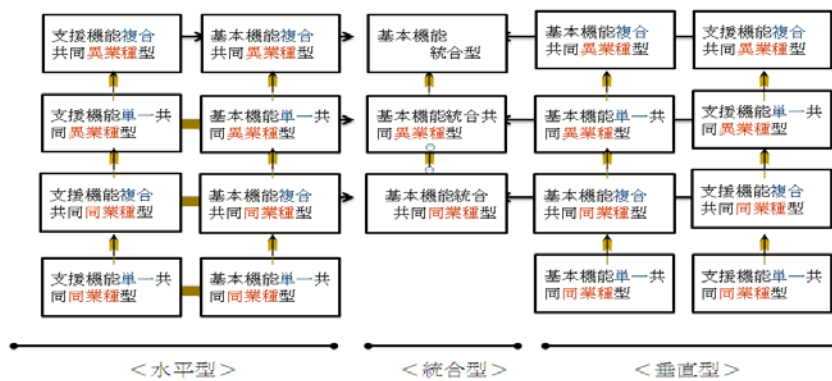 支援機能複合
共同異業種型
基本機能複合
共同異業種型
基本機能
統合型
基本機能複合
共同異業種型
支援機能複合
共同異業種型
支援機能単一共
同異業種型
基本機能単一共
同異業種型
基本機能統合共
同異業種型
基本機能単一共
同異業種型
支援機能単一共
同異業種型
支援機能複合
共同同業種型
基本機能複合
共同同業種型
基本機能統合
共同同業種型
基本機能複合
共同同業種型
支援機能複合
共同同業種型
支援機能単一共
同同業種型
基本機能単一共
同同業種型
基本機能単一共
同同業種型
支援機能単一共
同同業種型
＜水平型＞
＜統合型＞
＜垂直型＞